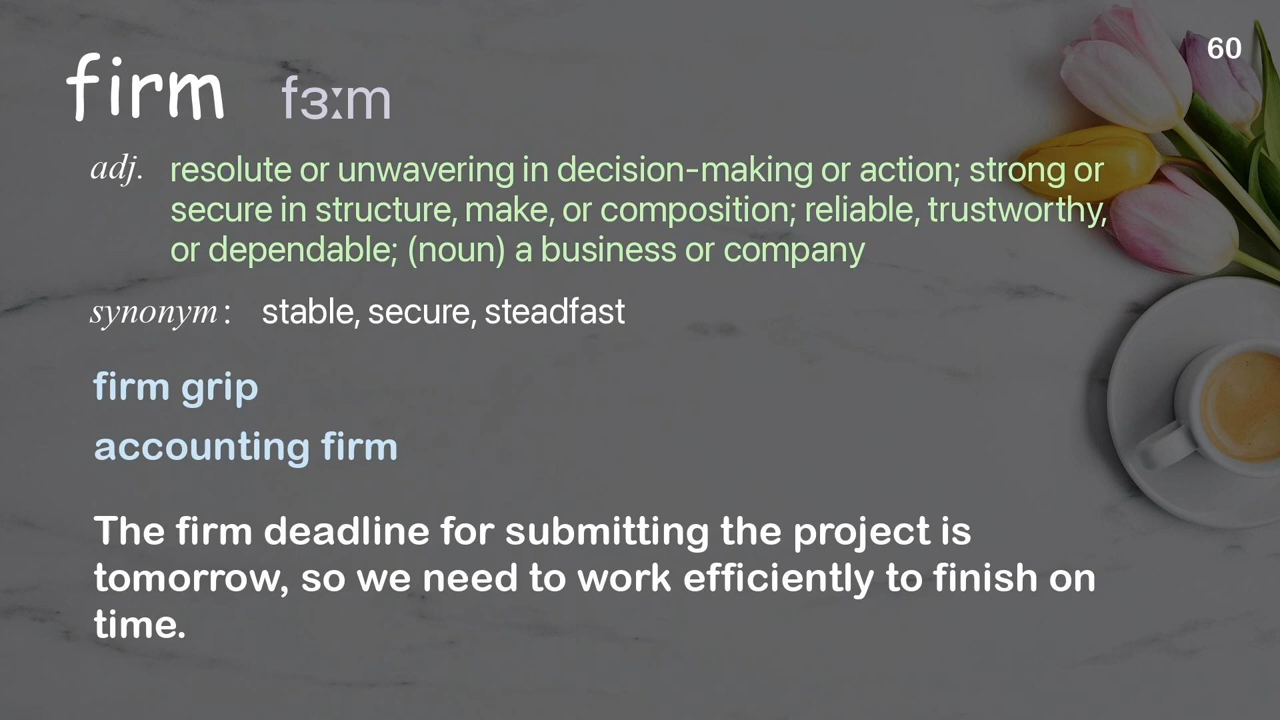 60
firm fɜːm
adj. resolute or unwavering in decision-making or action; strong or
secure in structure, make, or composition; reliable, trustworthy,
or dependable; (noun) a business or company
synonym: stable, secure, steadfast
firm grip
accounting firm
The firm deadline for submitting the project is
tomorrow, so we need to work efficiently to finish on
time.